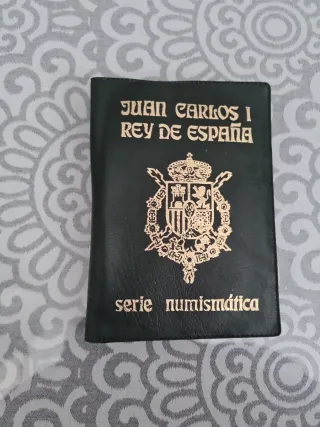 JUAN CARLOS I
REY DE ESPAÑA
serie numismática